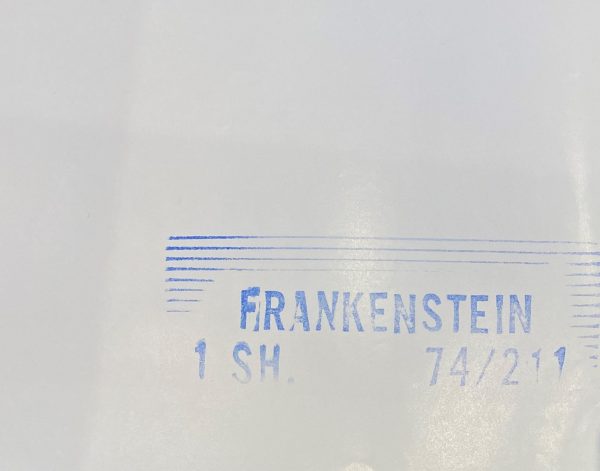 FRANKENSTEIN
1 SH. 74/211